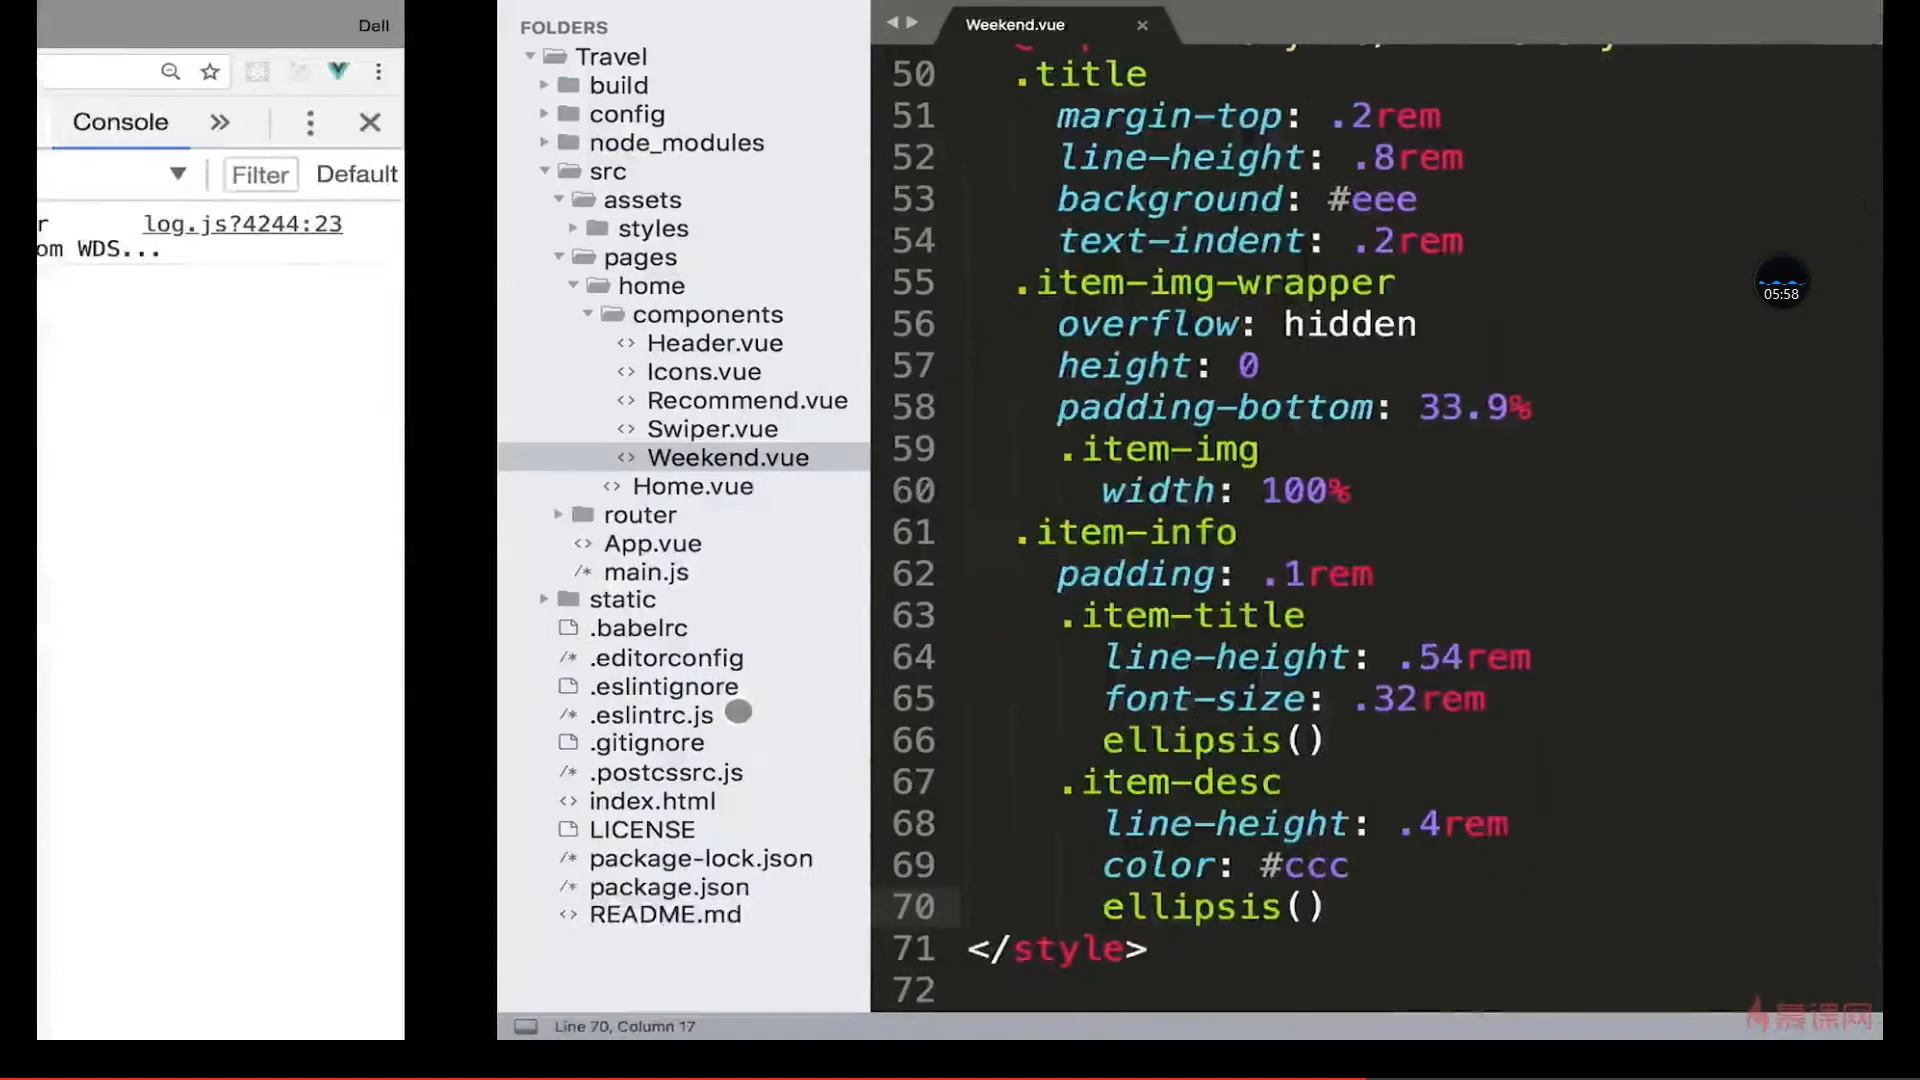 Dell
Console
Filter
Default
r
log.js?4244:23
om WDS...
FOLDERS
Travel
build
config
node_modules
src
assets
styles
pages
home
components
Header.vue
Icons.vue
Recommend.vue
Swiper.vue
Weekend.vue
Home.vue
router
App.vue
main.js
static
.babelrc
.editorconfig
.eslintignore
.eslintrc.js
.gitignore
.postcssrc.js
index.html
LICENSE
package-lock.json
package.json
README.md
Weekend.vue
50 .title
51 margin-top: .2rem
52 line-height: .8rem
53 background: #eee
54 text-indent: .2rem
55 .item-img-wrapper
56 overflow: hidden
57 height: 0
58 padding-bottom: 33.9%
59 .item-img
60 width: 100%
61 .item-info
62 padding: .1rem
63 .item-title
64 line-height: .54rem
65 font-size: .32rem
66 ellipsis()
67 .item-desc
68 line-height: .4rem
69 color: #ccc
70 ellipsis()
71 </style>
72
05:58
Line 70, Column 17
慕课网